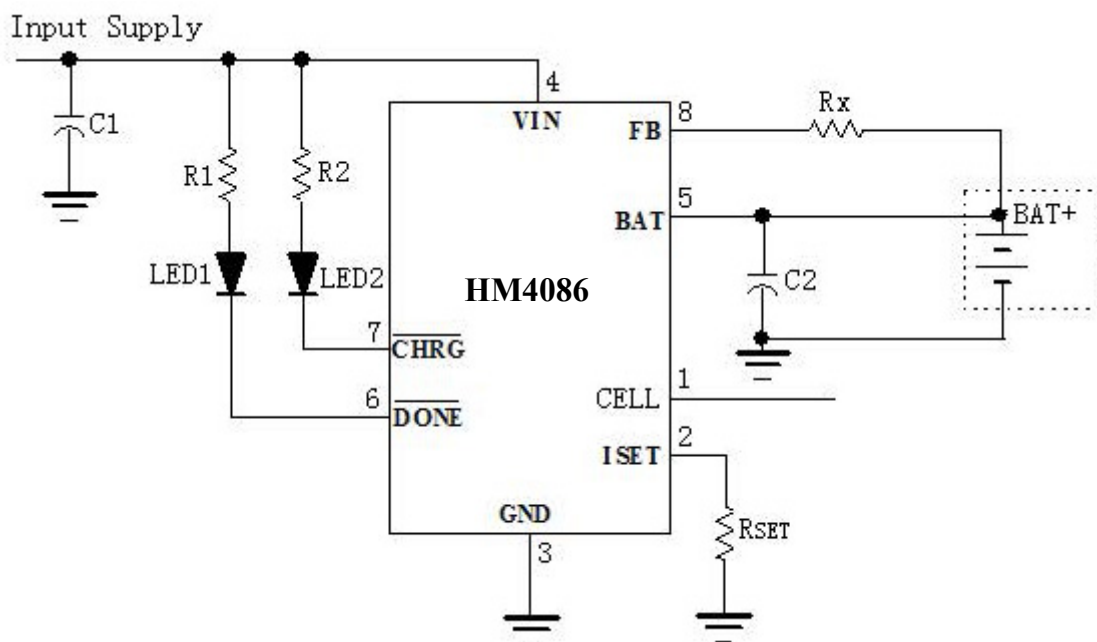 Input Supply
4
C1
VIN
8
Rx
FB
R1
R2
5
BAT
BAT+
LED1
LED2
HM4086
C2
7
CHRG
1
6
CELL
DONE
2
ISET
GND
RSET
3